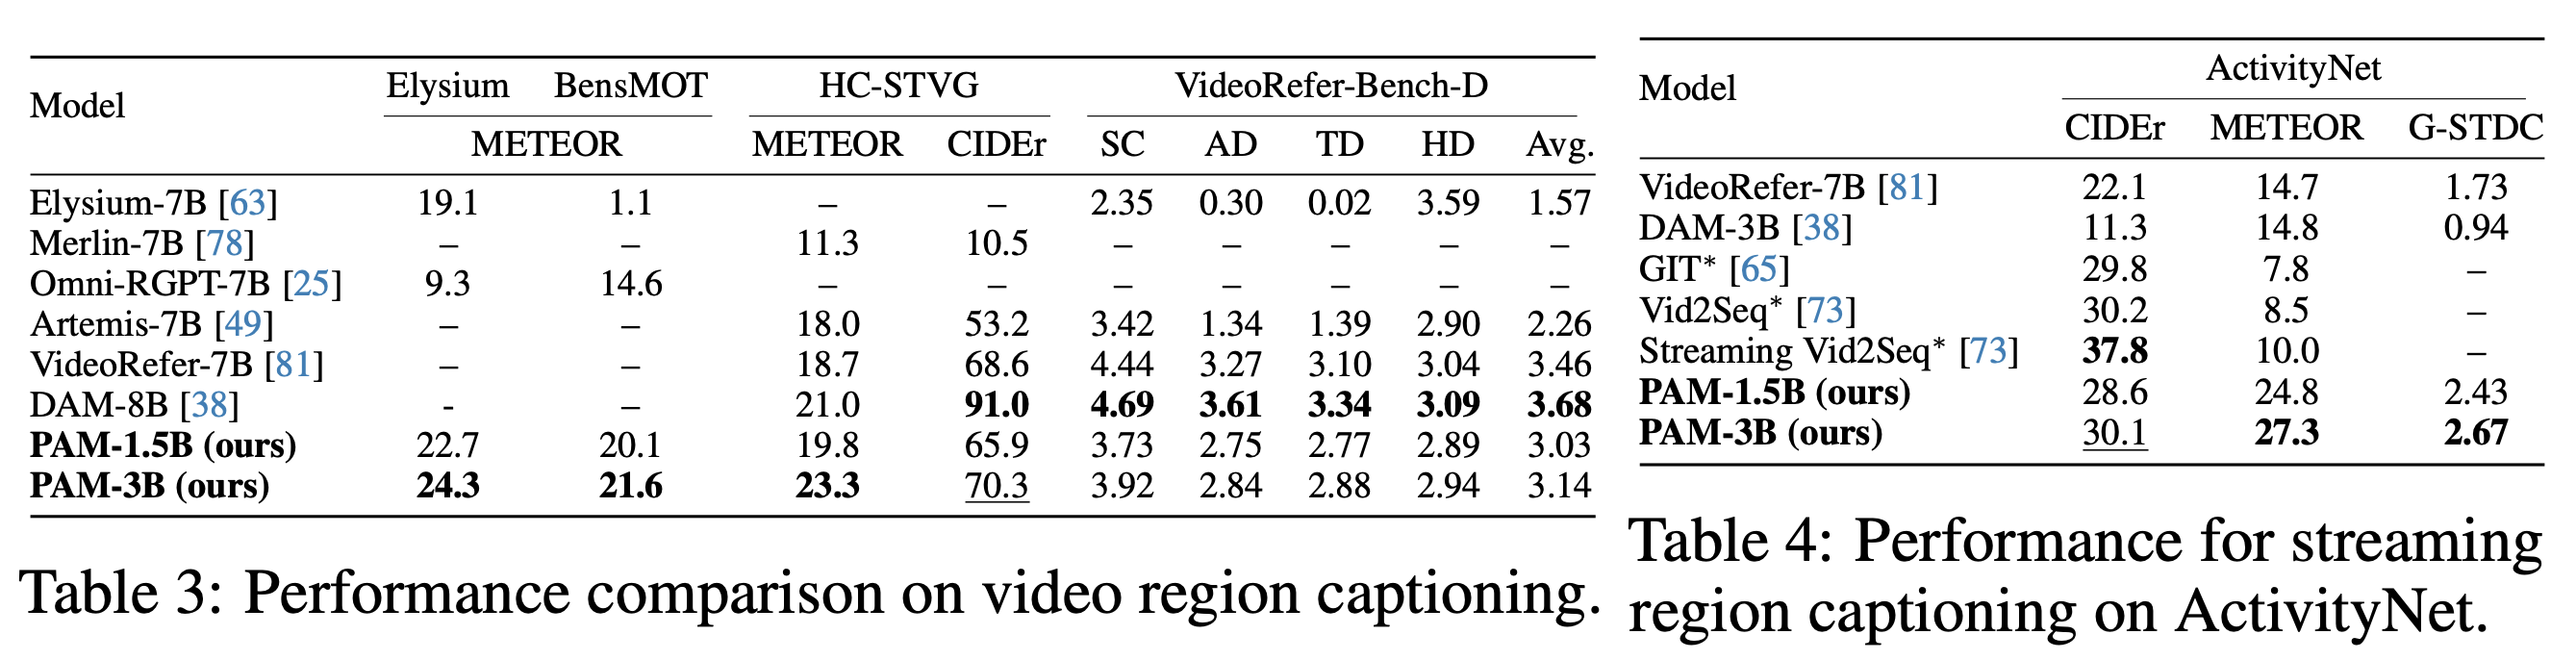 Model Elysium BensMOT HC-STVG VideoRefer-Bench-D
METEOR METEOR CIDEr SC AD TD HD Avg.
Elysium-7B [63] 19.1 1.1 – – 2.35 0.30 0.02 3.59 1.57
Merlin-7B [78] – – 11.3 10.5 – – – – –
Omni-RGPT-7B [25] 9.3 14.6 – – – – – – –
Artemis-7B [49] – – 18.0 53.2 3.42 1.34 1.39 2.90 2.26
VideoRefer-7B [81] – – 18.7 68.6 4.44 3.27 3.10 3.04 3.46
DAM-8B [38] - – 21.0 91.0 4.69 3.61 3.34 3.09 3.68
PAM-1.5B (ours) 22.7 20.1 19.8 65.9 3.73 2.75 2.77 2.89 3.03
PAM-3B (ours) 24.3 21.6 23.3 70.3 3.92 2.84 2.88 2.94 3.14
Table 3: Performance comparison on video region captioning.
Model ActivityNet
CIDEr METEOR G-STDC
VideoRefer-7B [81] 22.1 14.7 1.73
DAM-3B [38] 11.3 14.8 0.94
GIT* [65] 29.8 7.8 –
Vid2Seq* [73] 30.2 8.5 –
Streaming Vid2Seq* [73] 37.8 10.0 –
PAM-1.5B (ours) 28.6 24.8 2.43
PAM-3B (ours) 30.1 27.3 2.67
Table 4: Performance for streaming
region captioning on ActivityNet.